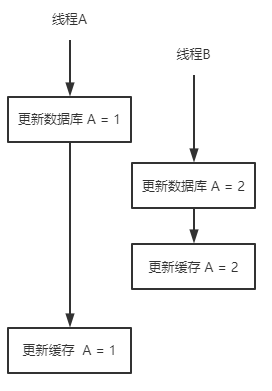 线程A
线程B
更新数据库 A = 1
更新数据库 A = 2
更新缓存 A = 2
更新缓存 A = 1